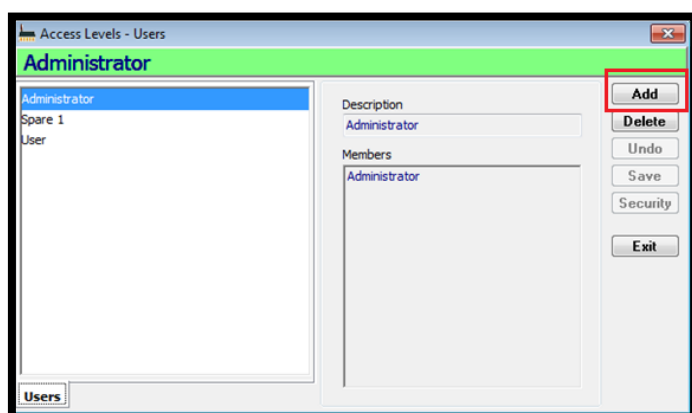 Access Levels - Users
Administrator
Administrator
Spare 1
User
Description
Administrator
Members
Administrator
Add
Delete
Undo
Save
Security
Exit
Users